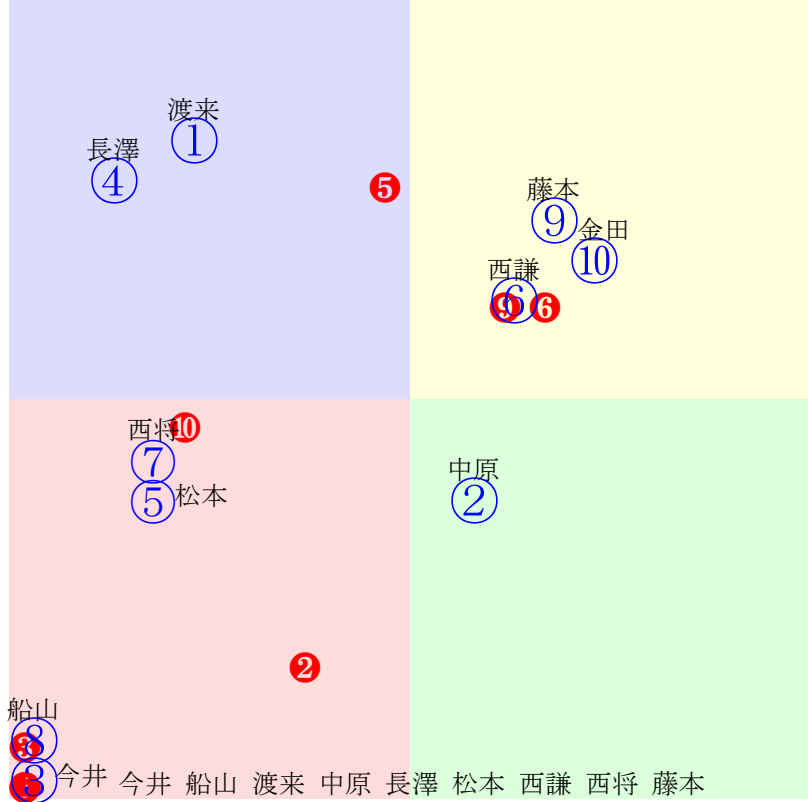 渡来
①
長澤
④
❺
藤本
⑨
金田
⑩
西謙
⑥
❾ ❻
西将 ❿
⑦
⑤ 松本
中原
②
❷
船山
⑧
③ 今井
今井 船山 渡来 中原 長澤 松本 西謙 西将 藤本